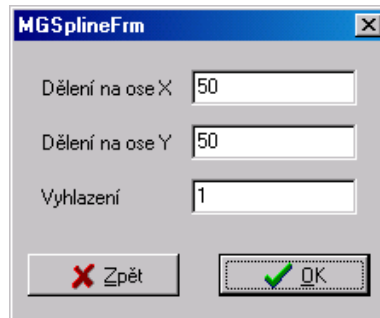 MGSplineFrm
Dělení na ose X 50
Dělení na ose Y 50
Vyhlazení 1
Zpět OK